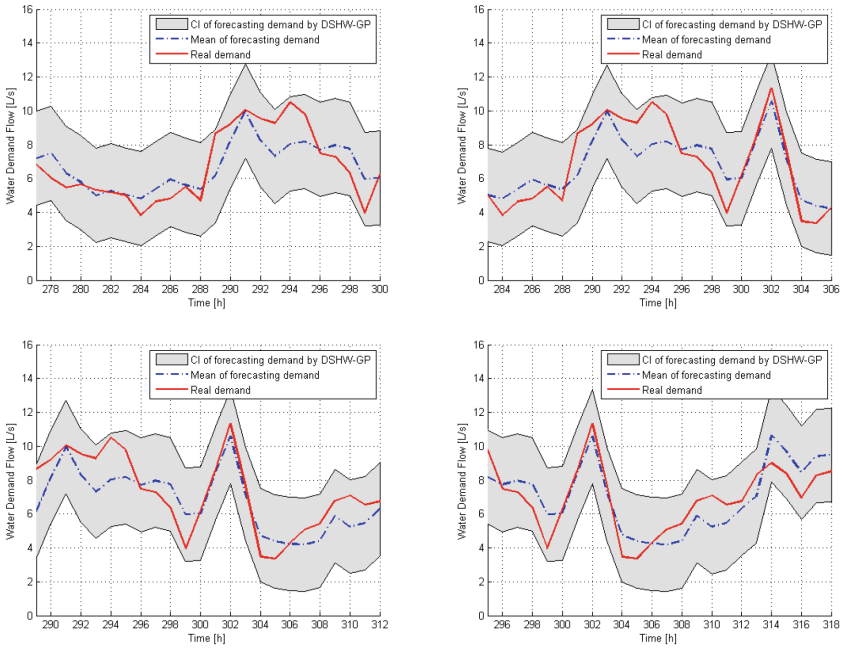 16
14
12
10
8
6
4
2
0
Water Demand Flow [L/s]
CI of forecasting demand by DSHW-GP
Mean of forecasting demand
Real demand
278 280 282 284 286 288 290 292 294 296 298 300
Time [h]
16
14
12
10
8
6
4
2
0
Water Demand Flow [L/s]
CI of forecasting demand by DSHW-GP
Mean of forecasting demand
Real demand
284 286 288 290 292 294 296 298 300 302 304 306
Time [h]
16
14
12
10
8
6
4
2
0
Water Demand Flow [L/s]
CI of forecasting demand by DSHW-GP
Mean of forecasting demand
Real demand
290 292 294 296 298 300 302 304 306 308 310 312
Time [h]
16
14
12
10
8
6
4
2
0
Water Demand Flow [L/s]
CI of forecasting demand by DSHW-GP
Mean of forecasting demand
Real demand
296 298 300 302 304 306 308 310 312 314 316 318
Time [h]